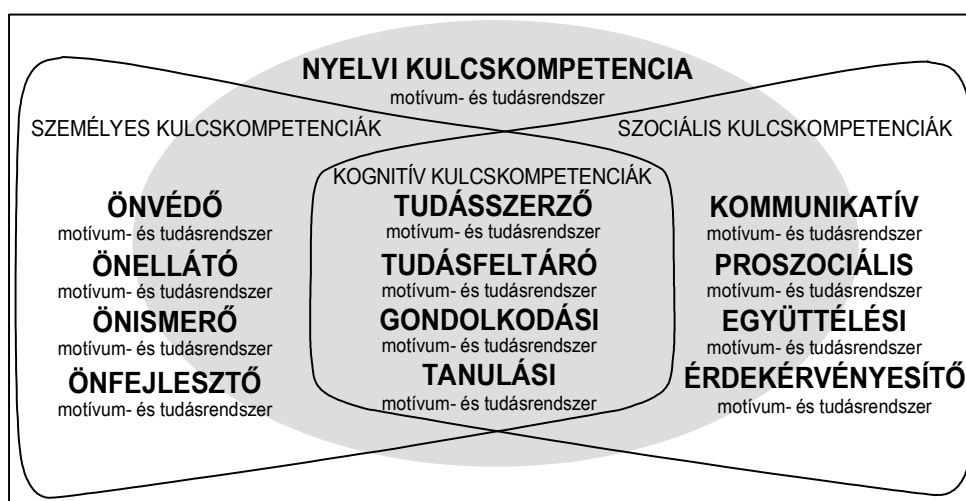 NYELVI KULCSKOMPETENCIA
motívum- és tudásrendszer
SZEMÉLYES KULCSKOMPETENCIÁK
SZOCIÁLIS KULCSKOMPETENCIÁK
KOGNITÍV KULCSKOMPETENCIÁK
ÖNVÉDŐ
motívum- és tudásrendszer
ÖNELLÁTÓ
motívum- és tudásrendszer
ÖNISMERŐ
motívum- és tudásrendszer
ÖNFEJLESZTŐ
motívum- és tudásrendszer
TUDÁSSZERZŐ
motívum- és tudásrendszer
TUDÁSFELTÁRÓ
motívum- és tudásrendszer
GONDOLKODÁSI
motívum- és tudásrendszer
TANULÁSI
motívum- és tudásrendszer
KOMMUNIKATÍV
motívum- és tudásrendszer
PROSZOCIÁLIS
motívum- és tudásrendszer
EGYÜTTÉLÉSI
motívum- és tudásrendszer
ÉRDEKÉRVÉNYESÍTŐ
motívum- és tudásrendszer